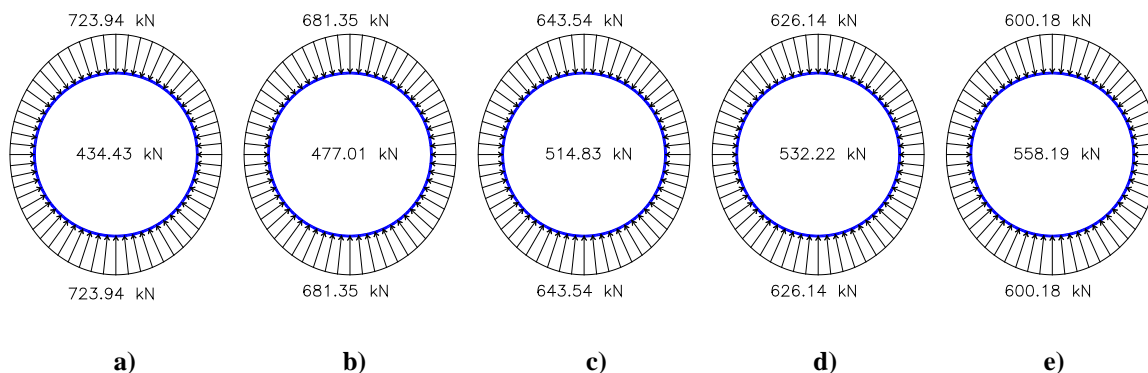 723.94 kN 681.35 kN 643.54 kN 626.14 kN 600.18 kN
434.43 kN 477.01 kN 514.83 kN 532.22 kN 558.19 kN
723.94 kN 681.35 kN 643.54 kN 626.14 kN 600.18 kN
a) b) c) d) e)